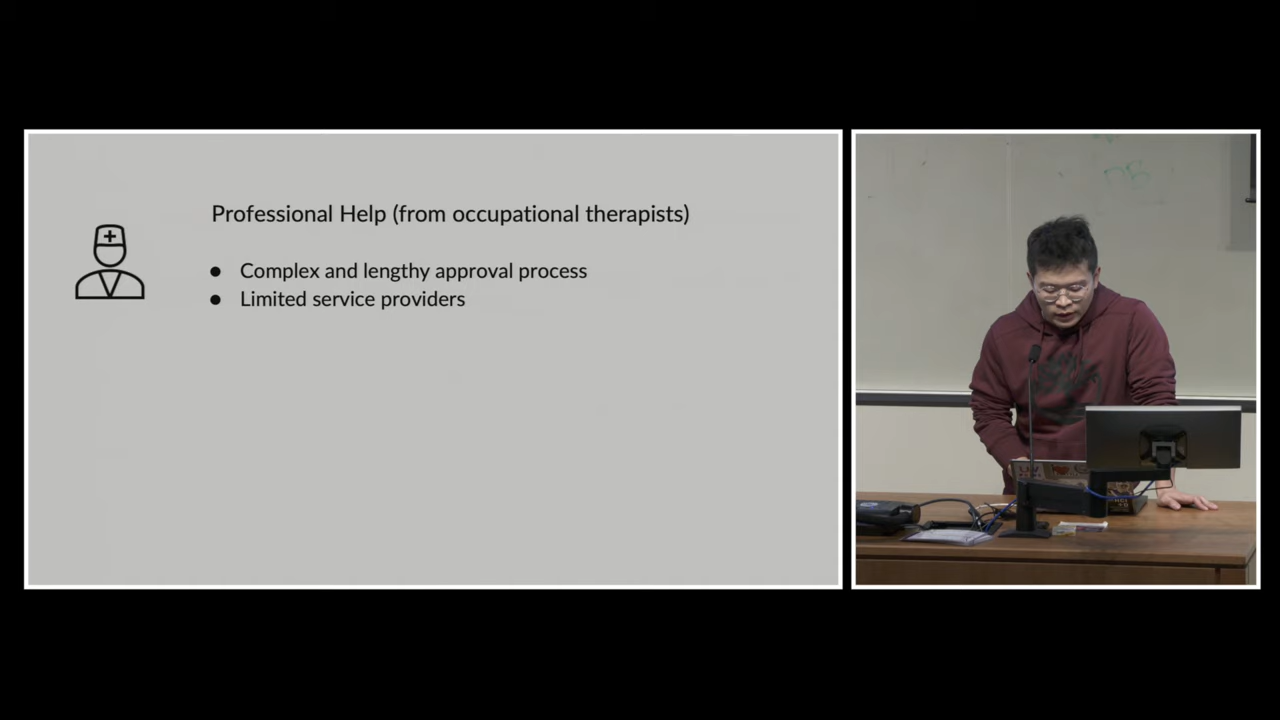 Professional Help (from occupational therapists)
● Complex and lengthy approval process
● Limited service providers